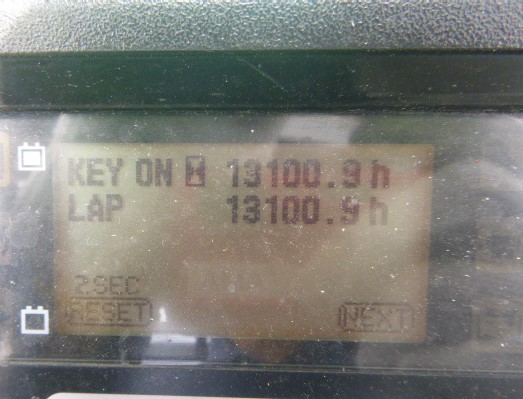 KEY ON H 13100.9 h
LAP 13100.9 h
2SEC
RESET NEXT